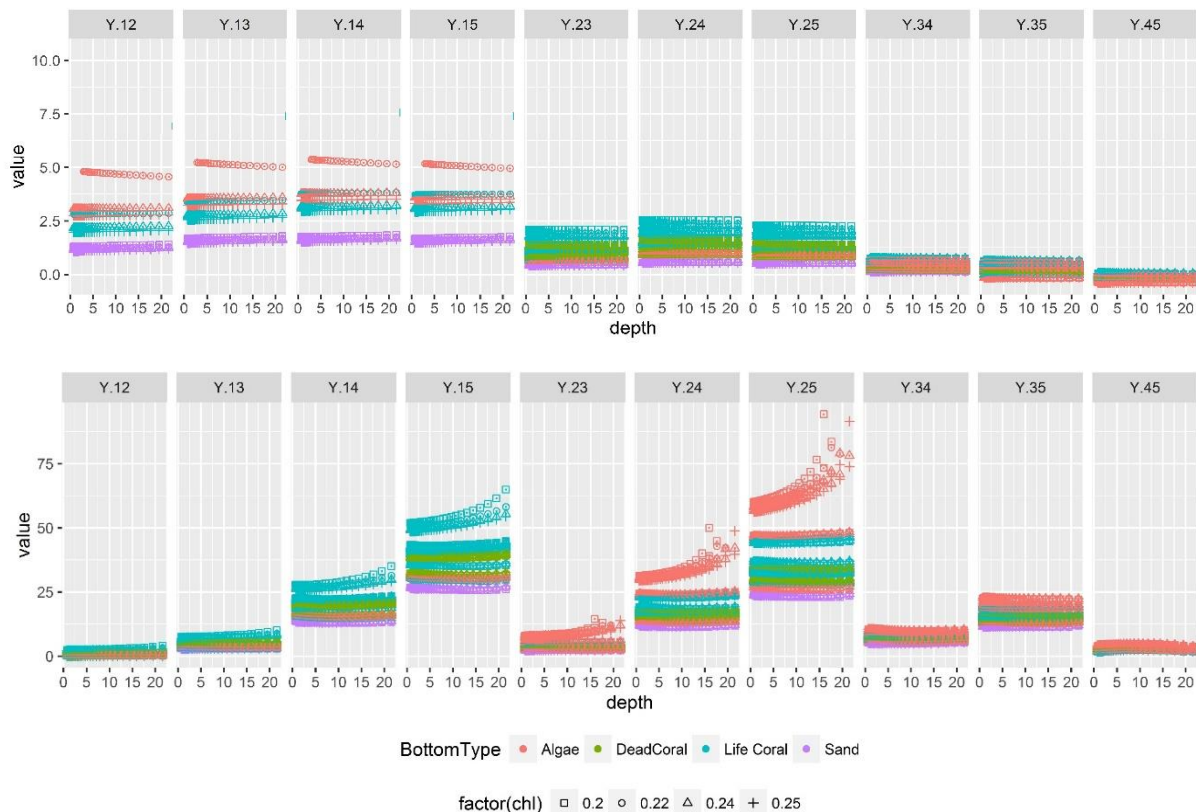 Y.12 Y.13 Y.14 Y.15 Y.23 Y.24 Y.25 Y.34 Y.35 Y.45
10.0
7.5
5.0
2.5
0.0
value
0 5 10 15 20 0 5 10 15 20 0 5 10 15 20 0 5 10 15 20 0 5 10 15 20 0 5 10 15 20 0 5 10 15 20 0 5 10 15 20 0 5 10 15 20 0 5 10 15 20
depth
Y.12 Y.13 Y.14 Y.15 Y.23 Y.24 Y.25 Y.34 Y.35 Y.45
75
50
25
0
value
0 5 10 15 20 0 5 10 15 20 0 5 10 15 20 0 5 10 15 20 0 5 10 15 20 0 5 10 15 20 0 5 10 15 20 0 5 10 15 20 0 5 10 15 20 0 5 10 15 20
depth
BottomType Algae DeadCoral Life Coral Sand
factor(chl) 0.2 0.22 0.24 0.25